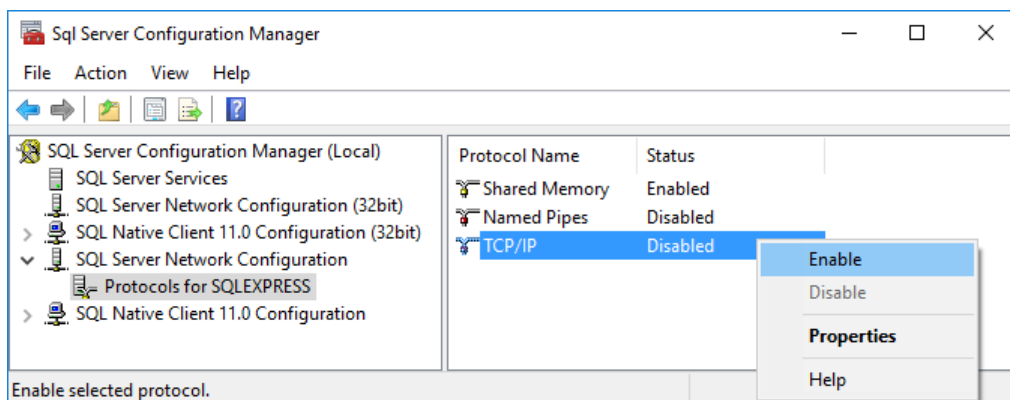 Sql Server Configuration Manager
File Action View Help
SQL Server Configuration Manager (Local)
SQL Server Services
SQL Server Network Configuration (32bit)
SQL Native Client 11.0 Configuration (32bit)
SQL Server Network Configuration
Protocols for SQLEXPRESS
SQL Native Client 11.0 Configuration
Protocol Name Status
Shared Memory Enabled
Named Pipes Disabled
TCP/IP Disabled
Enable
Disable
Properties
Help
Enable selected protocol.